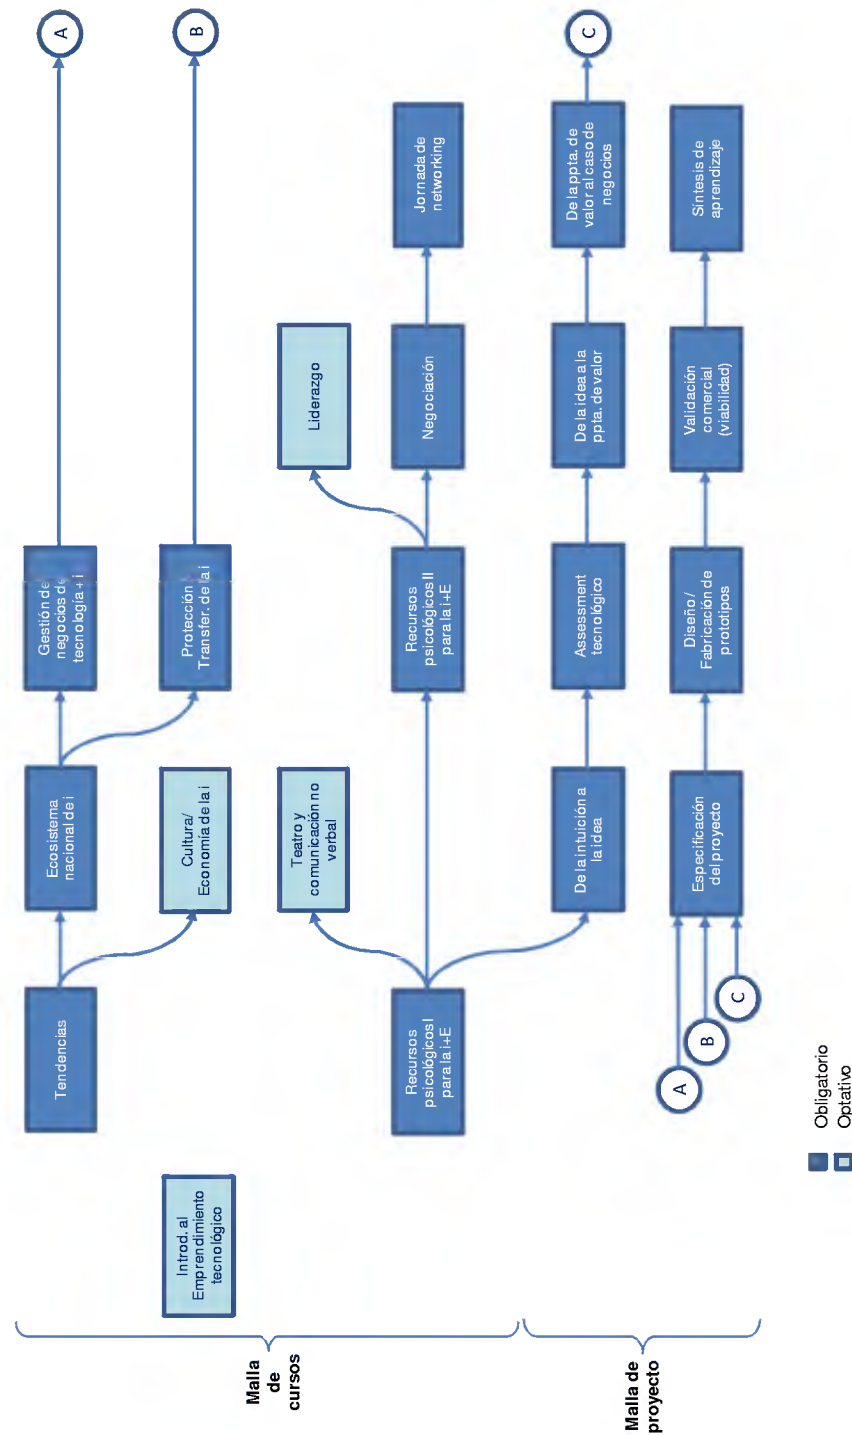 Malla
de
cursos
Introd. al
Emprendimiento
tecnológico
Tendencias
Ecosistema
nacional de i
Gestión de
negocios de
tecnología + i
A
Cultura/
Economía de la i
Protección
Transfer. de la i
B
Teatro y
comunicación no
verbal
Liderazgo
Recursos
psicológicos I
para la i+E
Recursos
psicológicos II
para la i+E
Negociación
Jornada de
networking
Malla de
proyecto
De la intuición a
la idea
Assessment
tecnológico
De la idea a la
ppta. de valor
De la ppta. de
valor al caso de
negocios
C
A
B
C
Especificación
del proyecto
Diseño/
Fabricación de
prototipos
Validación
comercial
(viabilidad)
Síntesis de
aprendizaje
Obligatorio
Optativo